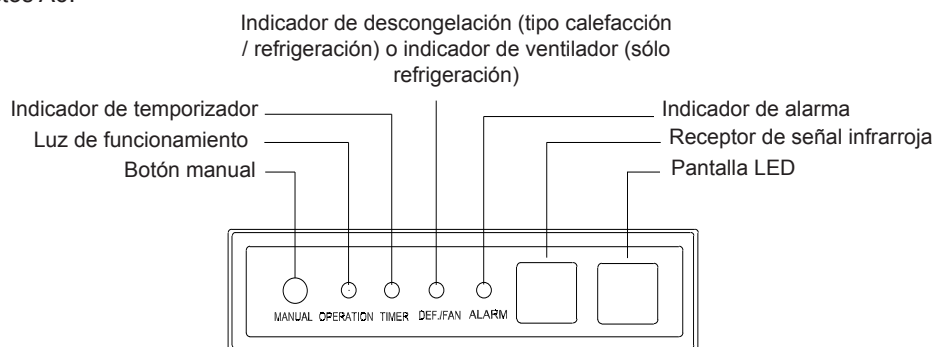 Indicador de descongelación (tipo calefacción
/ refrigeración) o indicador de ventilador (sólo
refrigeración)
Indicador de temporizador
Luz de funcionamiento
Botón manual
Indicador de alarma
Receptor de señal infrarroja
Pantalla LED
MANUAL OPERATION TIMER DEF./FAN ALARM